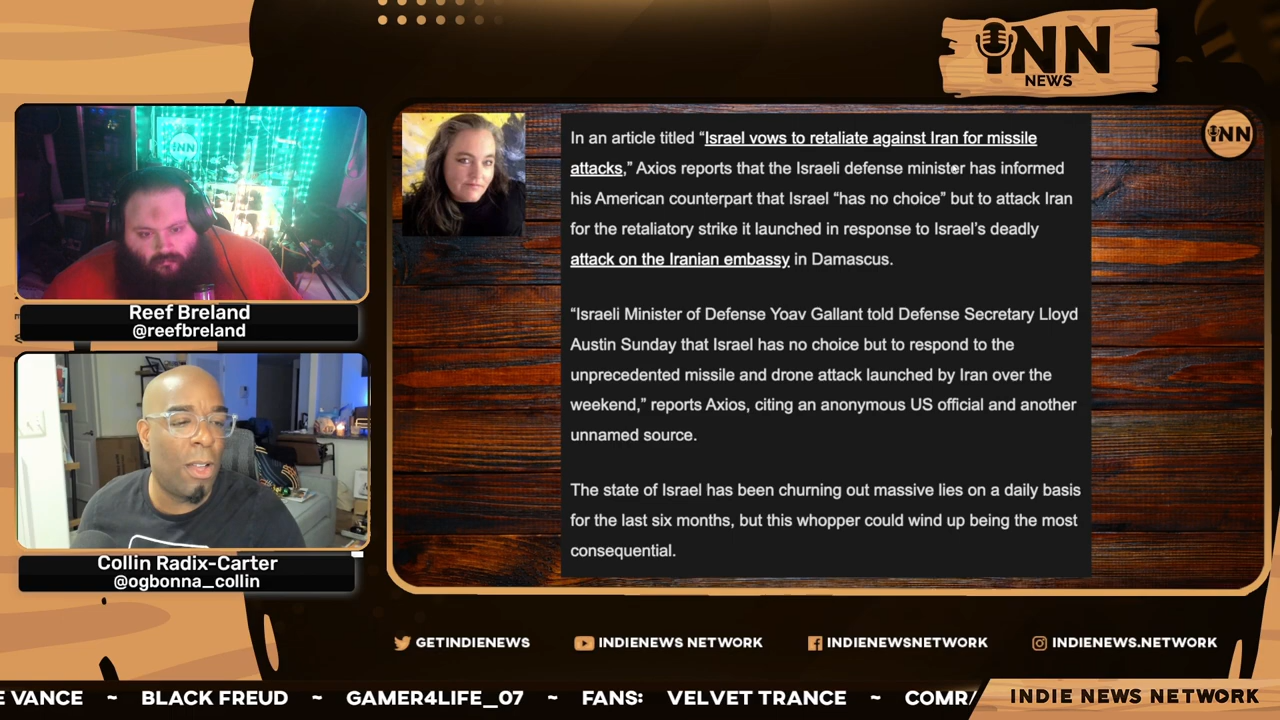 INN
NEWS
INN
In an article titled “Israel vows to retaliate against Iran for missile
attacks,” Axios reports that the Israeli defense minister has informed
his American counterpart that Israel “has no choice” but to attack Iran
for the retaliatory strike it launched in response to Israel’s deadly
attack on the Iranian embassy in Damascus.
“Israeli Minister of Defense Yoav Gallant told Defense Secretary Lloyd
Austin Sunday that Israel has no choice but to respond to the
unprecedented missile and drone attack launched by Iran over the
weekend,” reports Axios, citing an anonymous US official and another
unnamed source.
The state of Israel has been churning out massive lies on a daily basis
for the last six months, but this whopper could wind up being the most
consequential.
INN
Reef Breland
@reefbreland
Collin Radix-Carter
@ogbonna_collin
GETINDIENEWS
INDIENEWS NETWORK
INDIENEWSNETWORK
INDIENEWS.NETWORK
E VANCE ~ BLACK FREUD ~ GAMER4LIFE_07 ~ FANS: VELVET TRANCE ~ COMRA
INDIE NEWS NETWORK